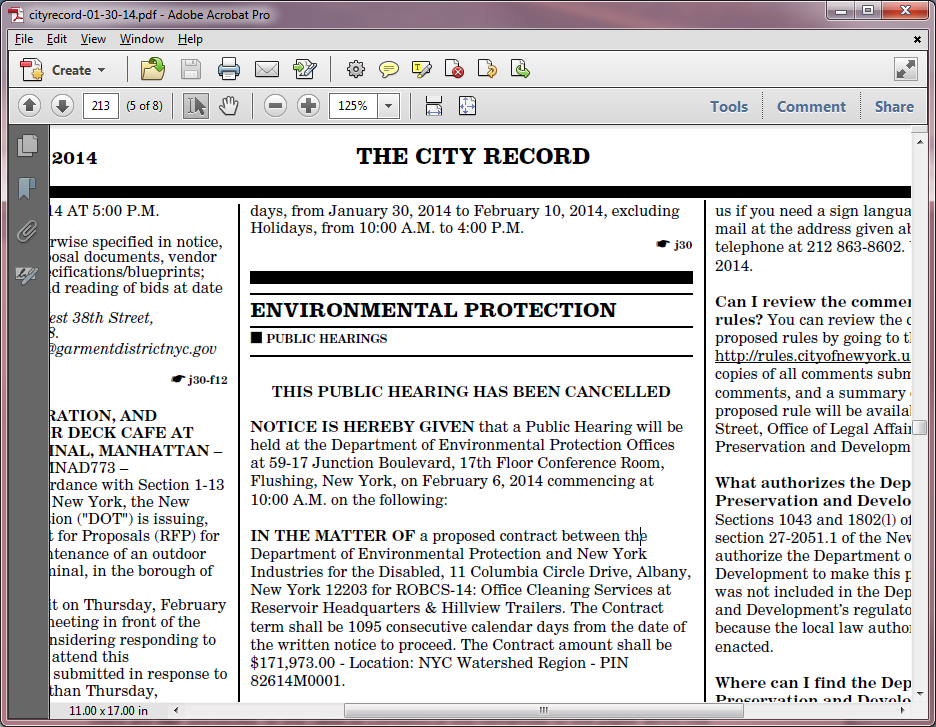 cityrecord-01-30-14.pdf - Adobe Acrobat Pro
File Edit View Window Help
Create
213 (5 of 8) 125% Tools Comment Share
2014 THE CITY RECORD
14 AT 5:00 P.M.
rwise specified in notice,
osal documents, vendor
ecifications/blueprints;
d reading of bids at date
est 38th Street,
8.
@garmentdistrictnyc.gov
j30-f12
RATION, AND
R DECK CAFE AT
INAL, MANHATTAN –
MNAD773 –
rdance with Section 1-13
New York, the New
sion ("DOT") is issuing,
t for Proposals (RFP) for
ntenance of an outdoor
minal, in the borough of
it on Thursday, February
meeting in front of the
nsidering responding to
attend this
submitted in response to
than Thursday,
days, from January 30, 2014 to February 10, 2014, excluding
Holidays, from 10:00 A.M. to 4:00 P.M.
j30
ENVIRONMENTAL PROTECTION
PUBLIC HEARINGS
THIS PUBLIC HEARING HAS BEEN CANCELLED
NOTICE IS HEREBY GIVEN that a Public Hearing will be
held at the Department of Environmental Protection Offices
at 59-17 Junction Boulevard, 17th Floor Conference Room,
Flushing, New York, on February 6, 2014 commencing at
10:00 A.M. on the following:
IN THE MATTER OF a proposed contract between the
Department of Environmental Protection and New York
Industries for the Disabled, 11 Columbia Circle Drive, Albany,
New York 12203 for ROBCS-14: Office Cleaning Services at
Reservoir Headquarters & Hillview Trailers. The Contract
term shall be 1095 consecutive calendar days from the date of
the written notice to proceed. The Contract amount shall be
$171,973.00 - Location: NYC Watershed Region - PIN
82614M0001.
us if you need a sign langua
mail at the address given ab
telephone at 212 863-8602.
2014.
Can I review the commen
rules? You can review the c
proposed rules by going to t
http://rules.cityofnewyork.u
copies of all comments subm
comments, and a summary
proposed rule will be availal
Street, Office of Legal Affair
Preservation and Developm
What authorizes the Dep
Preservation and Develo
Sections 1043 and 1802(l) of
section 27-2051.1 of the New
authorize the Department o
Development to make this p
was not included in the Dep
and Development's regulato
because the local law author
enacted.
Where can I find the Dep
Preservation and Develo
11.00 x 17.00 in